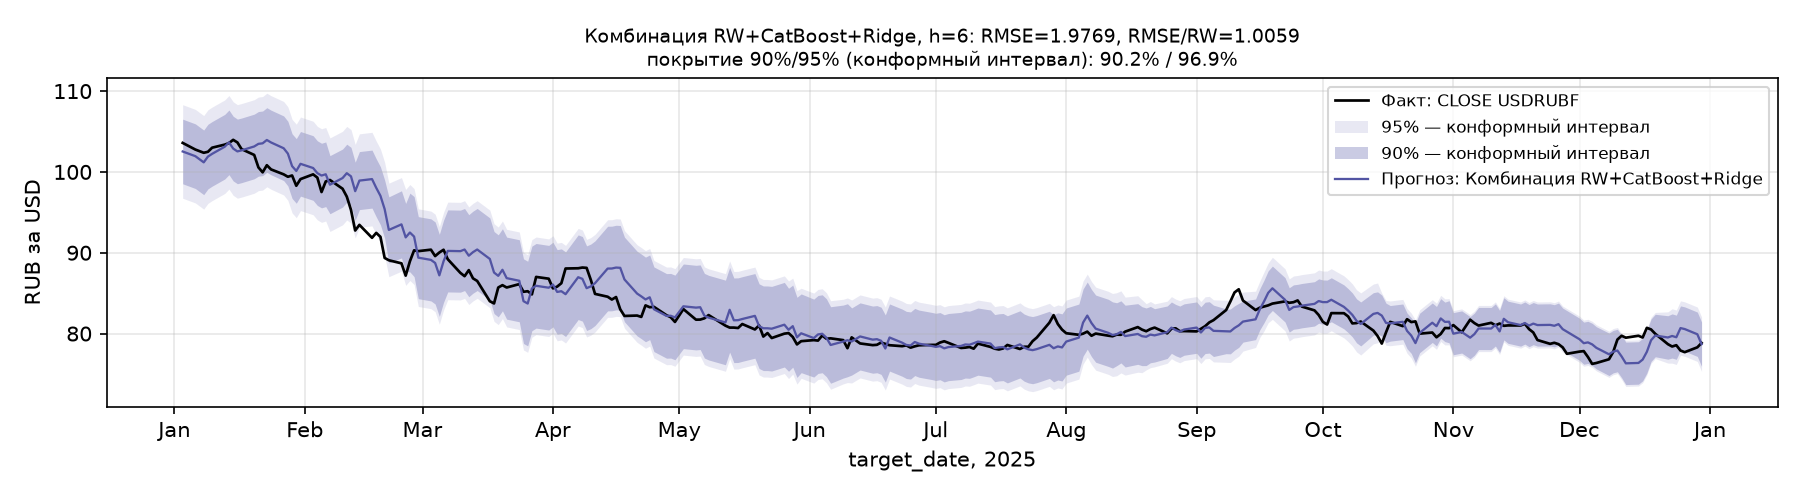 Комбинация RW+CatBoost+Ridge, h=6: RMSE=1.9769, RMSE/RW=1.0059
покрытие 90%/95% (конформный интервал): 90.2% / 96.9%
RUB за USD
110
100
90
80
Факт: CLOSE USDRUBF
95% — конформный интервал
90% — конформный интервал
Прогноз: Комбинация RW+CatBoost+Ridge
Jan Feb Mar Apr May Jun Jul Aug Sep Oct Nov Dec Jan
target_date, 2025